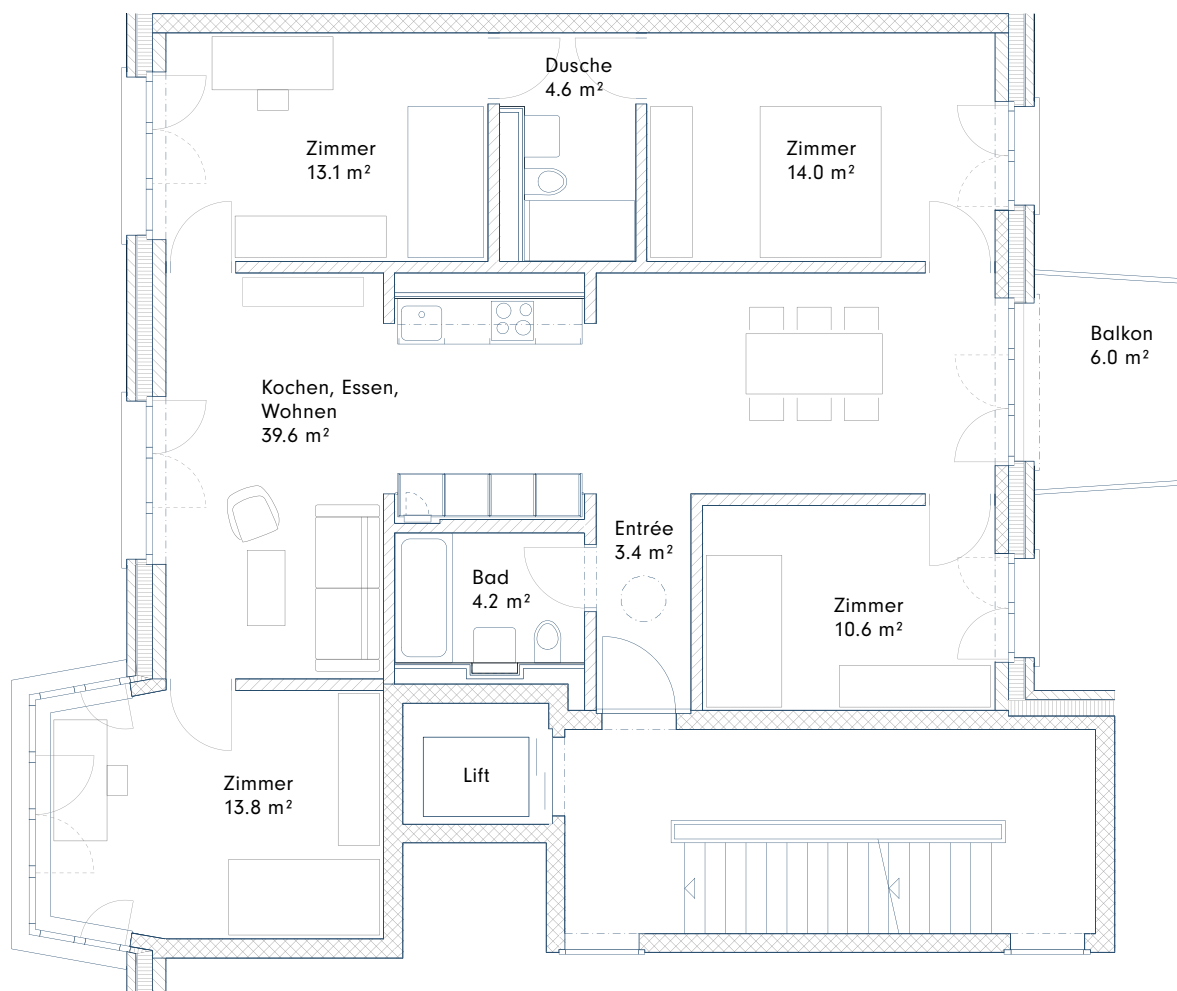 Dusche
4.6 m²
Zimmer
13.1 m²
Zimmer
14.0 m²
Balkon
6.0 m²
Kochen, Essen,
Wohnen
39.6 m²
Entrée
3.4 m²
Bad
4.2 m²
Zimmer
10.6 m²
Zimmer
13.8 m²
Lift